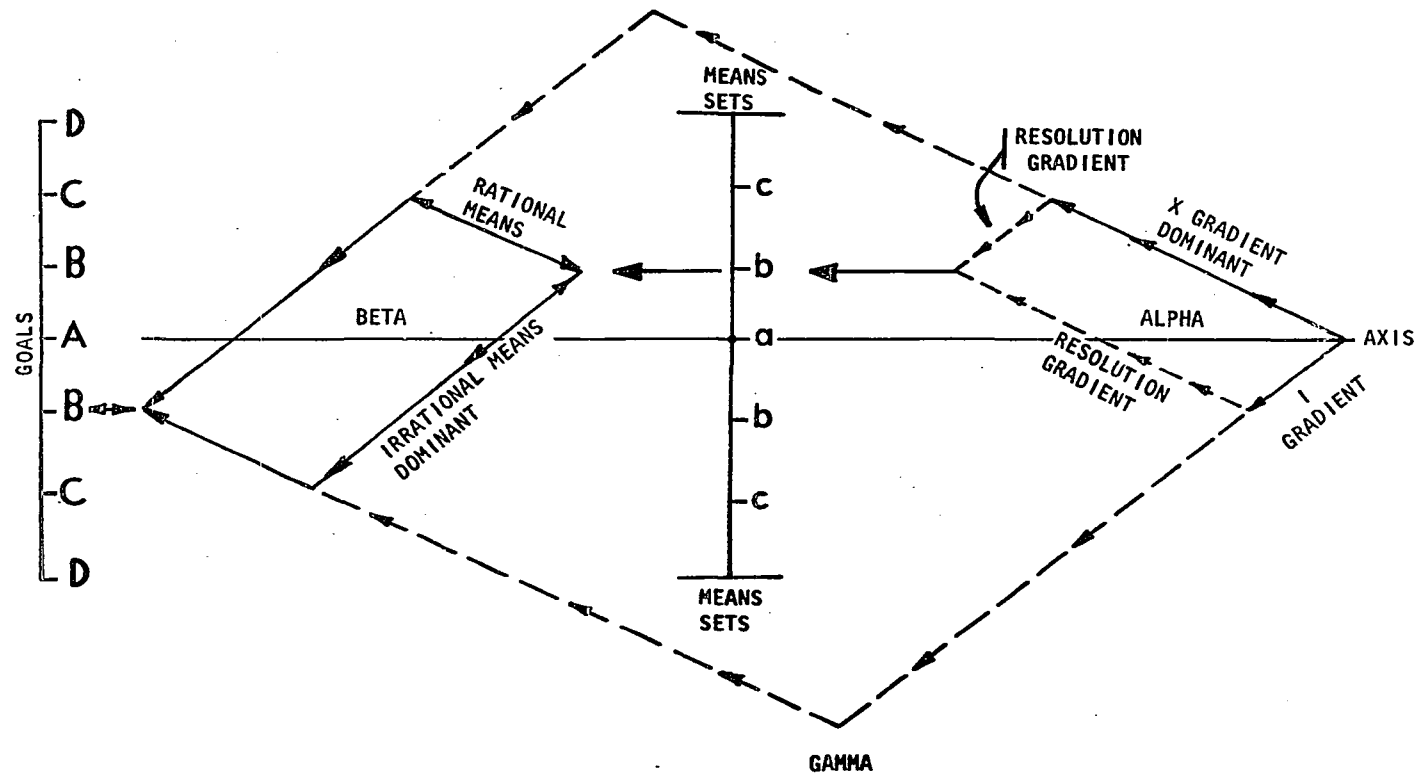 MEANS
SETS
RESOLUTION
GRADIENT
D
C
B
A
B
C
D
GOALS
RATIONAL
MEANS
c
b
a
b
c
X GRADIENT
DOMINANT
BETA
ALPHA
AXIS
IRRATIONAL MEANS
DOMINANT
RESOLUTION
GRADIENT
I
GRADIENT
MEANS
SETS
GAMMA